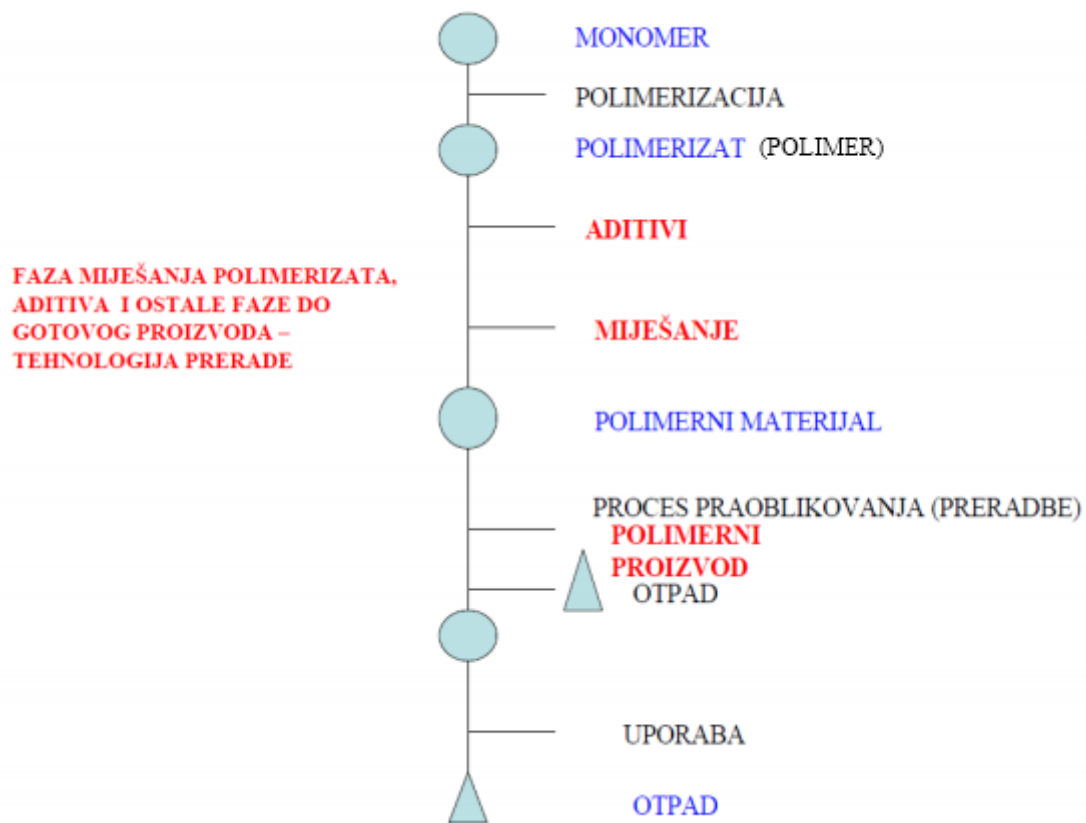 MONOMER
POLIMERIZACIJA
POLIMERIZAT (POLIMER)
ADITIVI
FAZA MIJEŠANJA POLIMERIZATA,
ADITIVA I OSTALE FAZE DO
GOTOVOG PROIZVODA –
TEHNOLOGIJA PRERADE
MIJEŠANJE
POLIMERNI MATERIJAL
PROCES PRAOBLIKOVANJA (PRERADBE)
POLIMERNI
PROIZVOD
OTPAD
UPORABA
OTPAD